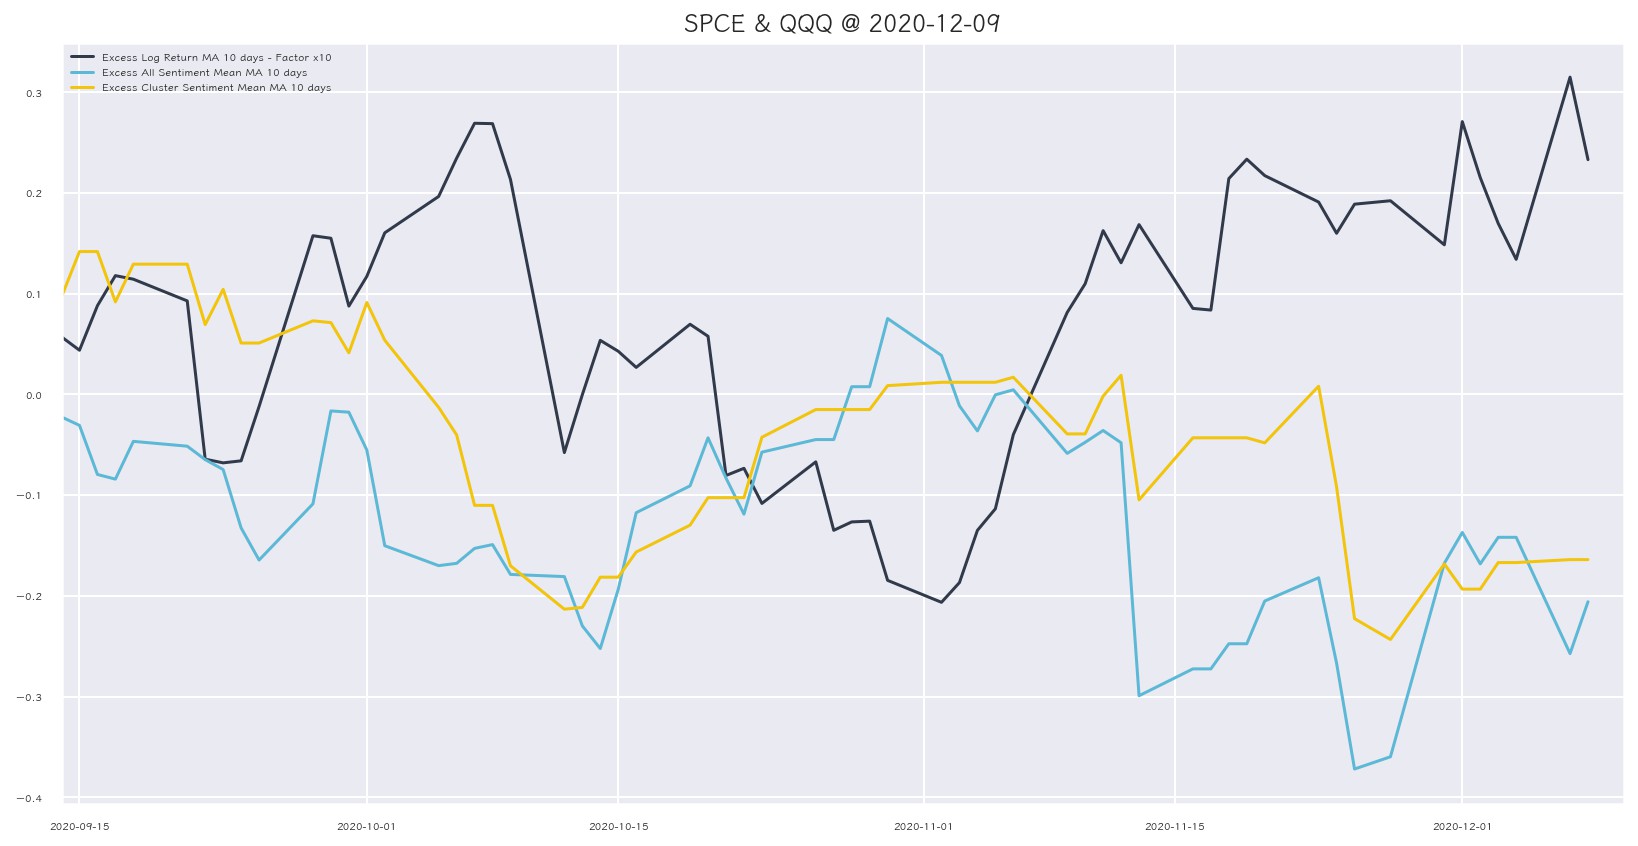 SPCE & QQQ @ 2020-12-09
Excess Log Return MA 10 days - Factor x10
Excess All Sentiment Mean MA 10 days
Excess Cluster Sentiment Mean MA 10 days
0.3
0.2
0.1
0.0
−0.1
−0.2
−0.3
−0.4
2020-09-15 2020-10-01 2020-10-15 2020-11-01 2020-11-15 2020-12-01